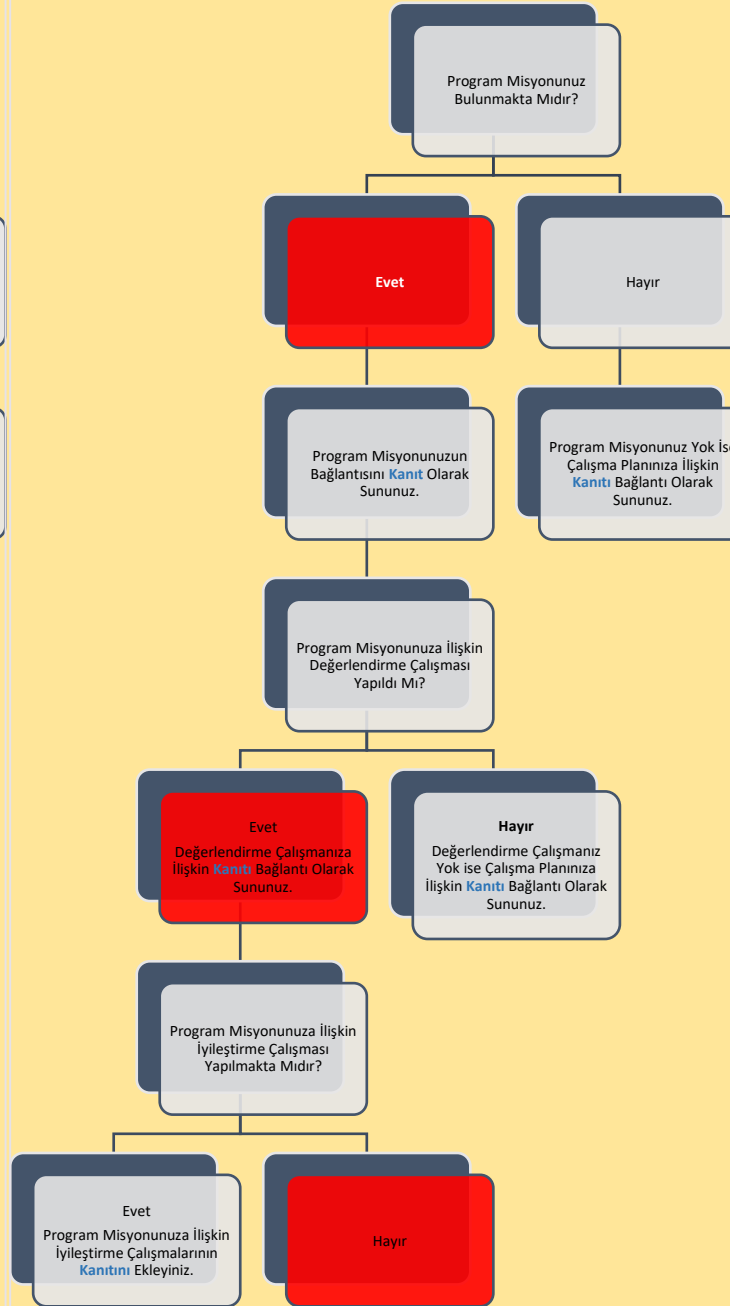 Program Misyonunuz
Bulunmakta Mıdır?
Evet
Hayır
Program Misyonunuzun
Bağlantısını Kanıt Olarak
Sununuz.
Program Misyonunuz Yok İse
Çalışma Planınıza İlişkin
Kanıtı Bağlantı Olarak
Sununuz.
Program Misyonunuza İlişkin
Değerlendirme Çalışması
Yapıldı Mı?
Evet
Değerlendirme Çalışmanıza
İlişkin Kanıtı Bağlantı Olarak
Sununuz.
Hayır
Değerlendirme Çalışmanız
Yok ise Çalışma Planınıza
İlişkin Kanıtı Bağlantı Olarak
Sununuz.
Program Misyonunuza İlişkin
İyileştirme Çalışması
Yapılmakta Mıdır?
Evet
Program Misyonunuza İlişkin
İyileştirme Çalışmalarının
Kanıtını Ekleyiniz.
Hayır